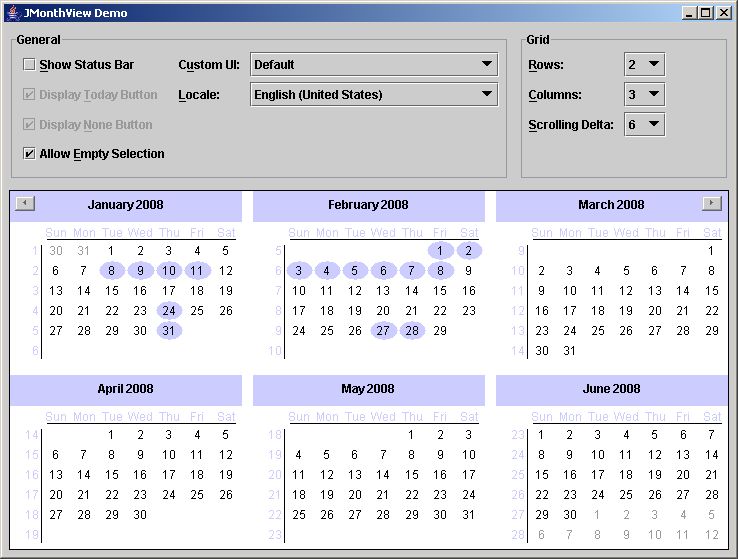 JMonthView Demo
General
Grid
Show Status Bar
Custom UI: Default
Rows: 2
Display Today Button
Locale: English (United States)
Columns: 3
Display None Button
Scrolling Delta: 6
Allow Empty Selection
January 2008
Sun Mon Tue Wed Thu Fri Sat
1 30 31 1 2 3 4 5
2 6 7 8 9 10 11 12
3 13 14 15 16 17 18 19
4 20 21 22 23 24 25 26
5 27 28 29 30 31
6
February 2008
Sun Mon Tue Wed Thu Fri Sat
5 1 2
6 3 4 5 6 7 8 9
7 10 11 12 13 14 15 16
8 17 18 19 20 21 22 23
9 24 25 26 27 28 29
10
March 2008
Sun Mon Tue Wed Thu Fri Sat
9 1
10 2 3 4 5 6 7 8
11 9 10 11 12 13 14 15
12 16 17 18 19 20 21 22
13 23 24 25 26 27 28 29
14 30 31
April 2008
Sun Mon Tue Wed Thu Fri Sat
14 1 2 3 4 5
15 6 7 8 9 10 11 12
16 13 14 15 16 17 18 19
17 20 21 22 23 24 25 26
18 27 28 29 30
19
May 2008
Sun Mon Tue Wed Thu Fri Sat
18 1 2 3
19 4 5 6 7 8 9 10
20 11 12 13 14 15 16 17
21 18 19 20 21 22 23 24
22 25 26 27 28 29 30 31
23
June 2008
Sun Mon Tue Wed Thu Fri Sat
23 1 2 3 4 5 6 7
24 8 9 10 11 12 13 14
25 15 16 17 18 19 20 21
26 22 23 24 25 26 27 28
27 29 30 1 2 3 4 5
28 6 7 8 9 10 11 12